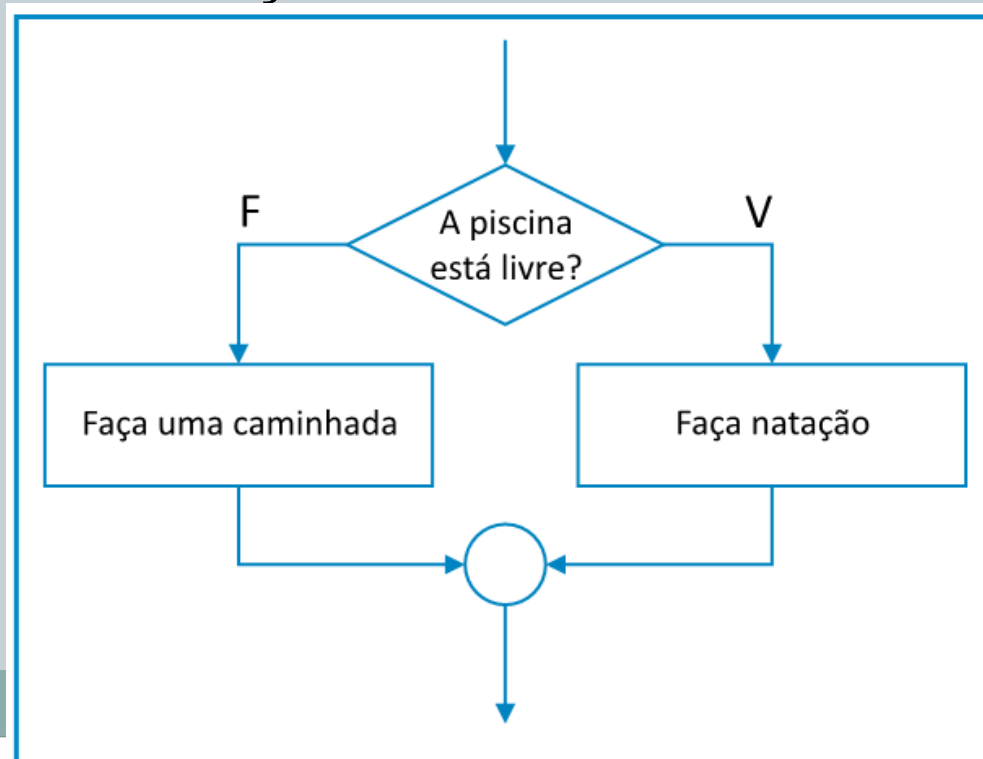 F
V
A piscina
está livre?
Faça uma caminhada
Faça natação